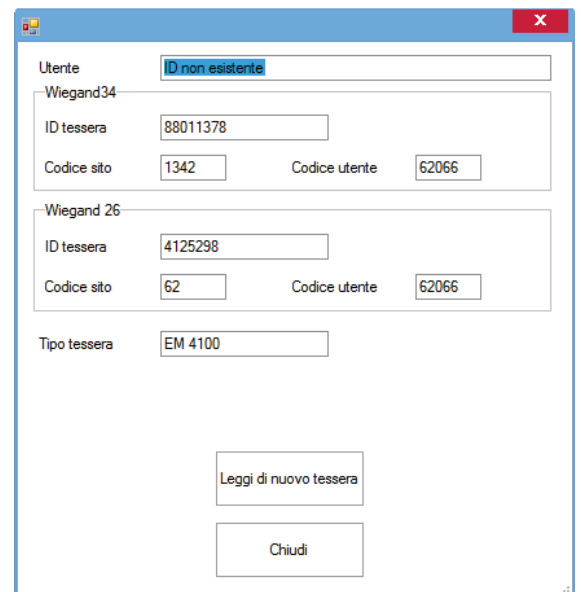 X
Utente ID non esistente
Wiegand34
ID tessera 88011378
Codice sito 1342 Codice utente 62066
Wiegand 26
ID tessera 4125298
Codice sito 62 Codice utente 62066
Tipo tessera EM 4100
Leggi di nuovo tessera
Chiudi